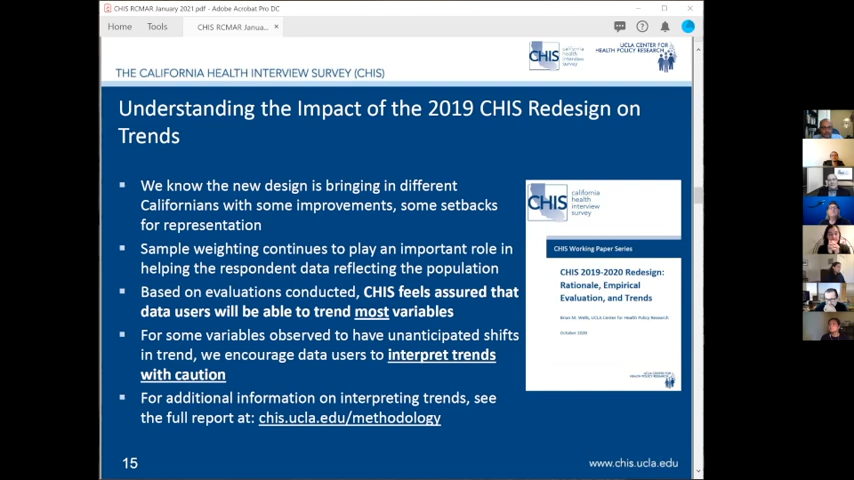 CHIS RCMAR January 2021.pdf - Adobe Acrobat Pro DC
Home
Tools
CHIS RCMAR Janua...
CHIS
california
health
interview
survey
UCLA CENTER FOR
HEALTH POLICY RESEARCH
THE CALIFORNIA HEALTH INTERVIEW SURVEY (CHIS)
Understanding the Impact of the 2019 CHIS Redesign on
Trends
We know the new design is bringing in different
Californians with some improvements, some setbacks
for representation
Sample weighting continues to play an important role in
helping the respondent data reflecting the population
Based on evaluations conducted, CHIS feels assured that
data users will be able to trend most variables
For some variables observed to have unanticipated shifts
in trend, we encourage data users to interpret trends
with caution
For additional information on interpreting trends, see
the full report at: chis.ucla.edu/methodology
CHIS
california
health
interview
survey
CHIS Working Paper Series
CHIS 2019-2020 Redesign:
Rationale, Empirical
Evaluation, and Trends
Brian M. Wells, UCLA Center for Health Policy Research
October 2020
UCLA CENTER FOR
HEALTH POLICY RESEARCH
15
www.chis.ucla.edu